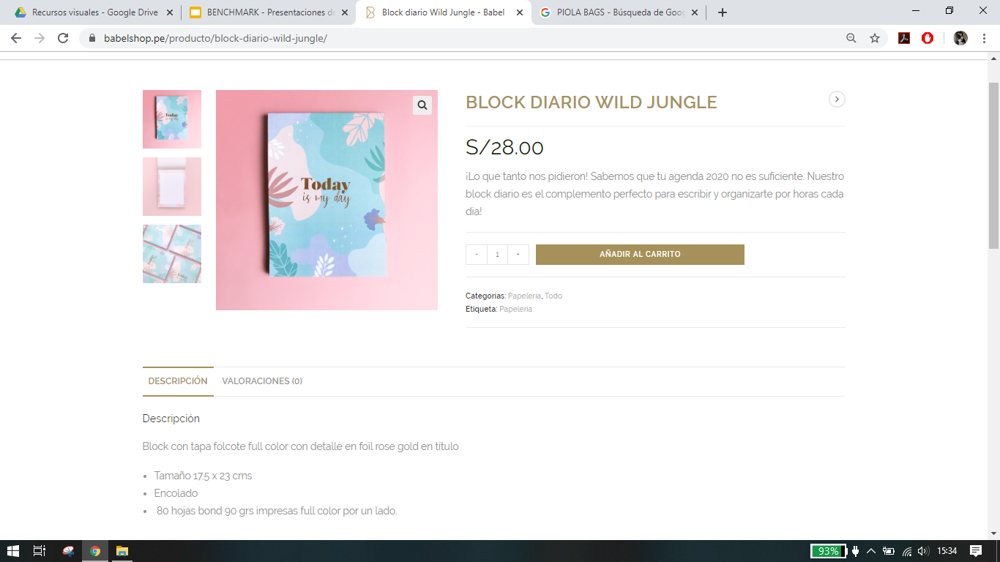 Recursos visuales - Google Drive
BENCHMARK - Presentaciones de
Block diario Wild Jungle - Babel
PIOLA BAGS - Búsqueda de Goog
babelshop.pe/producto/block-diario-wild-jungle/
Today
is my day
BLOCK DIARIO WILD JUNGLE
S/28.00
¡Lo que tanto nos pidieron! Sabemos que tu agenda 2020 no es suficiente. Nuestro
block diario es el complemento perfecto para escribir y organizarte por horas cada
dia!
- 1 +
AÑADIR AL CARRITO
Categorías: Papeleria, Todo
Etiqueta: Papeleria
DESCRIPCIÓN
VALORACIONES (0)
Descripción
Block con tapa folcote full color con detalle en foil rose gold en titulo
• Tamaño 17.5 x 23 cms
• Encolado
• 80 hojas bond 90 grs impresas full color por un lado.
93%
15:34